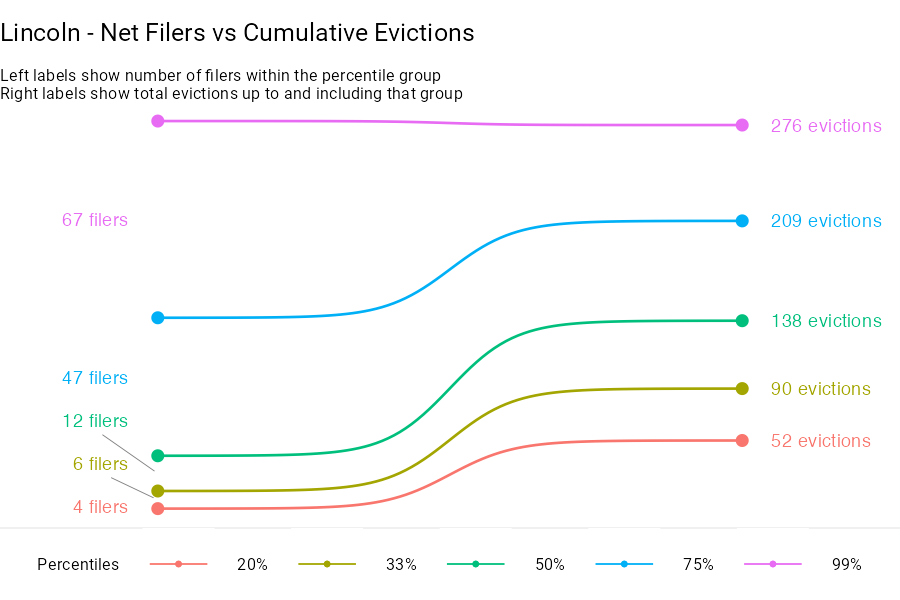 Lincoln - Net Filers vs Cumulative Evictions
Left labels show number of filers within the percentile group
Right labels show total evictions up to and including that group
276 evictions
67 filers
209 evictions
138 evictions
47 filers
90 evictions
12 filers
52 evictions
6 filers
4 filers
Percentiles 20% 33% 50% 75% 99%